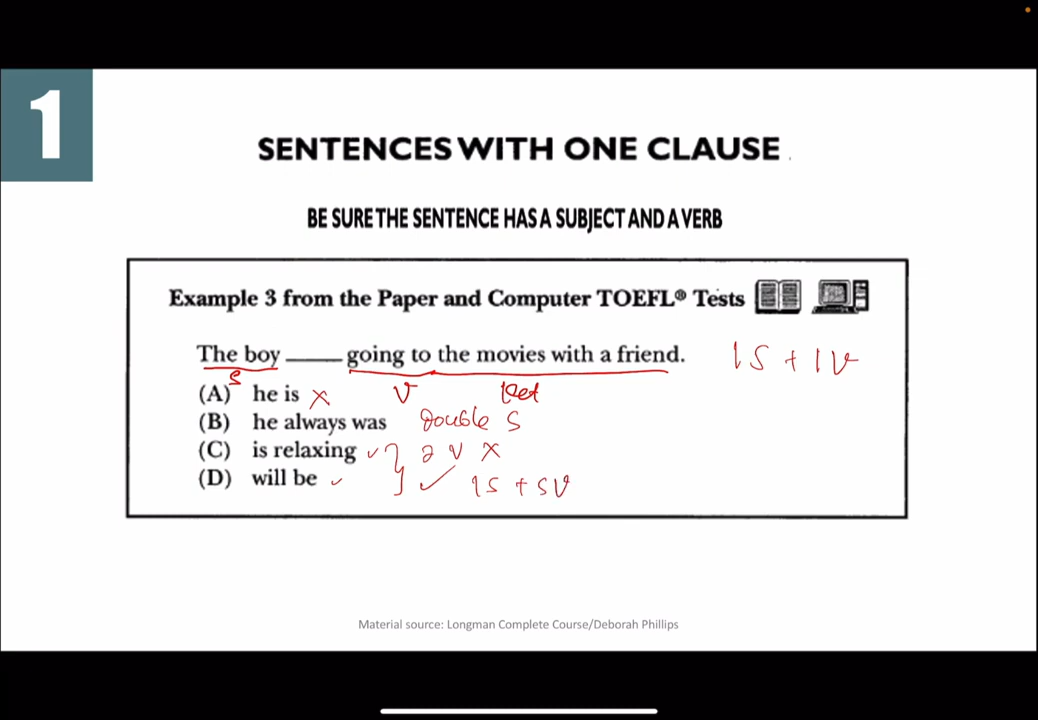 1
SENTENCES WITH ONE CLAUSE
BE SURE THE SENTENCE HAS A SUBJECT AND A VERB
Example 3 from the Paper and Computer TOEFL® Tests
The boy _____ going to the movies with a friend. 1S + 1V
S
(A) he is x V ket
(B) he always was Double S
(C) is relaxing ✓ 2 V X
(D) will be ✓ ✓ 1S + SV
Material source: Longman Complete Course/Deborah Phillips